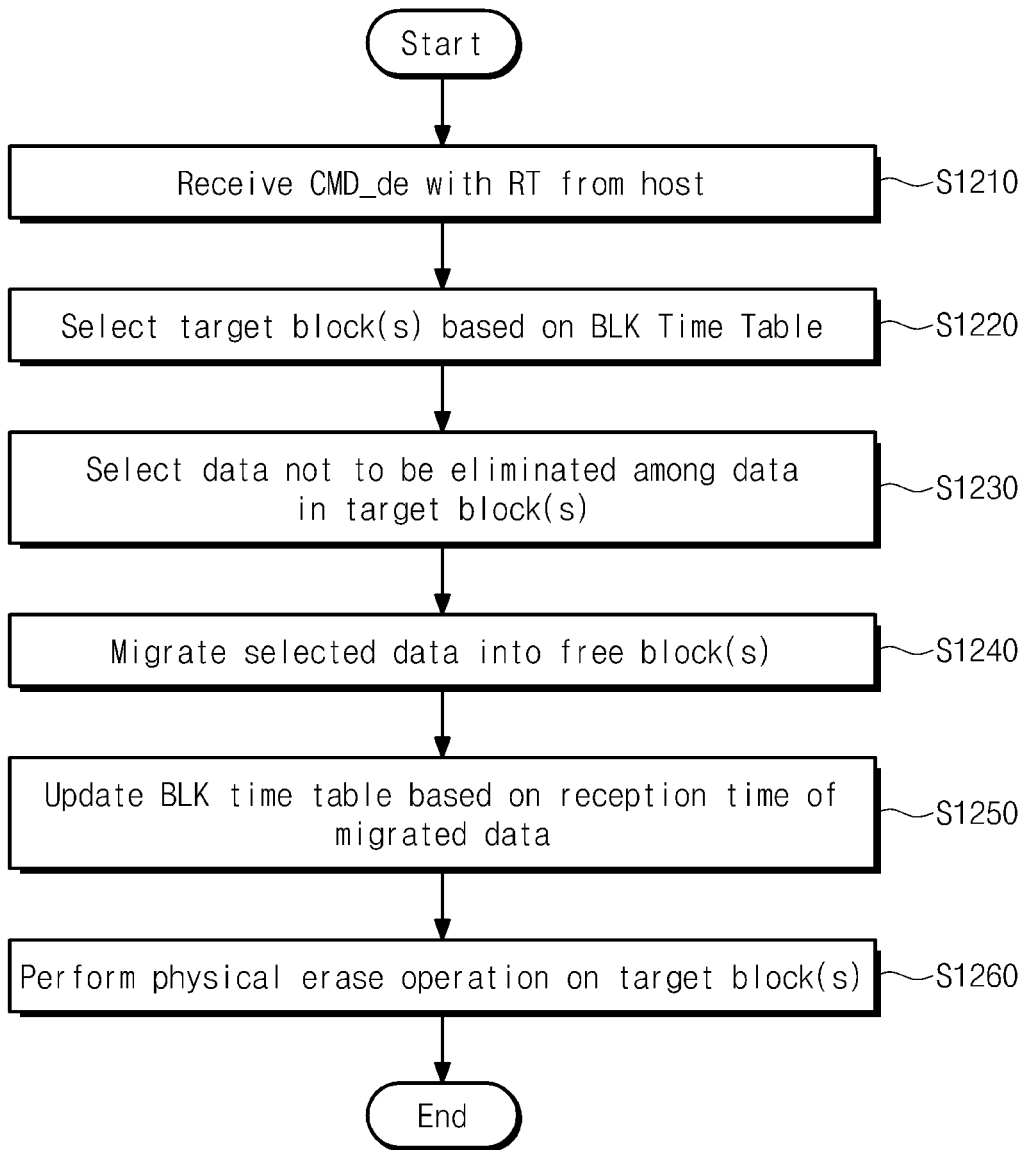 Start
Receive CMD_de with RT from host
S1210
Select target block(s) based on BLK Time Table
S1220
Select data not to be eliminated among data
in target block(s)
S1230
Migrate selected data into free block(s)
S1240
Update BLK time table based on reception time of
migrated data
S1250
Perform physical erase operation on target block(s)
S1260
End